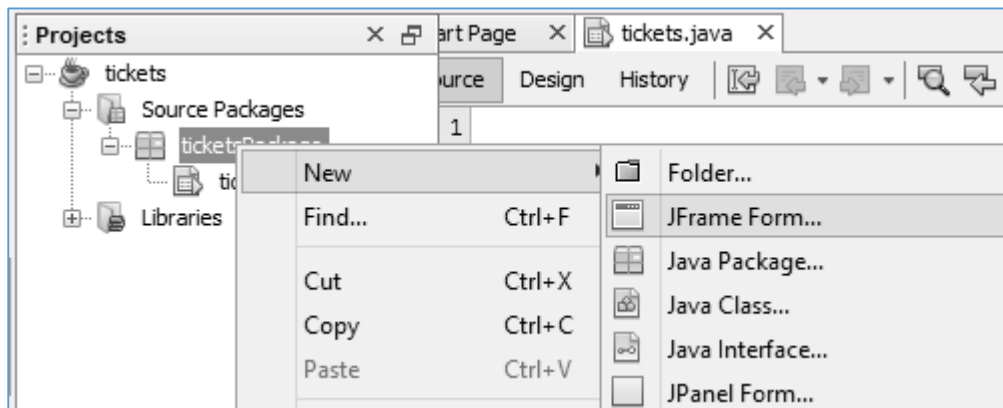 Projects
art Page
tickets.java
tickets
urce Design History
Source Packages
1
ticketsPackage
New
Folder...
Libraries
Find... Ctrl+F
JFrame Form...
Java Package...
Cut Ctrl+X
Java Class...
Copy Ctrl+C
Java Interface...
Paste Ctrl+V
JPanel Form...